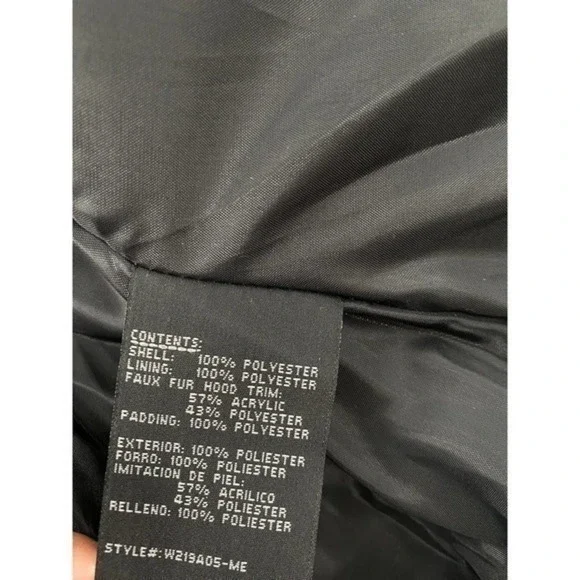 CONTENTS:
SHELL: 100% POLYESTER
LINING: 100% POLYESTER
FAUX FUR HOOD TRIM:
57% ACRYLIC
43% POLYESTER
PADDING: 100% POLYESTER
EXTERIOR: 100% POLIESTER
FORRO: 100% POLIESTER
IMITACION DE PIEL:
57% ACRILICO
43% POLIESTER
RELLENO: 100% POLIESTER
STYLE#: W219A05-ME